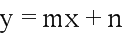 y = mx + n